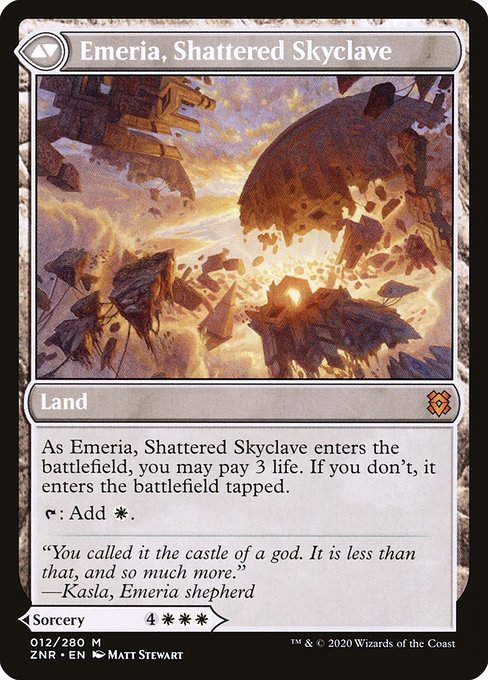 Emeria, Shattered Skyclave
Land
As Emeria, Shattered Skyclave enters the
battlefield, you may pay 3 life. If you don't, it
enters the battlefield tapped.
: Add .
“You called it the castle of a god. It is less than
that, and so much more.”
—Kasla, Emeria shepherd
Sorcery 4
012/280 M
ZNR • EN Matt Stewart
™ & © 2020 Wizards of the Coast